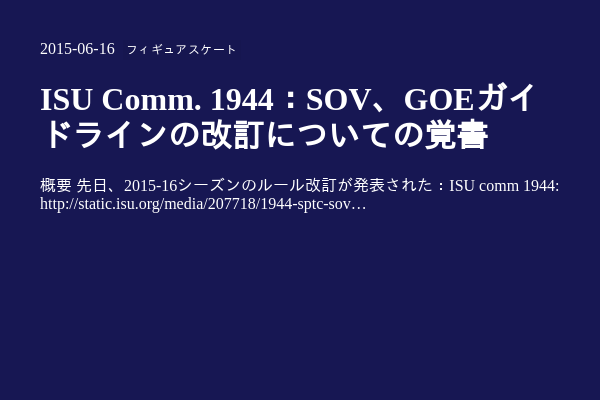 2015-06-16 フィギュアスケート
ISU Comm. 1944：SOV、GOEガイ
ドラインの改訂についての覚書
概要 先日、2015-16シーズンのルール改訂が発表された：ISU comm 1944:
http://static.isu.org/media/207718/1944-sptc-sov…